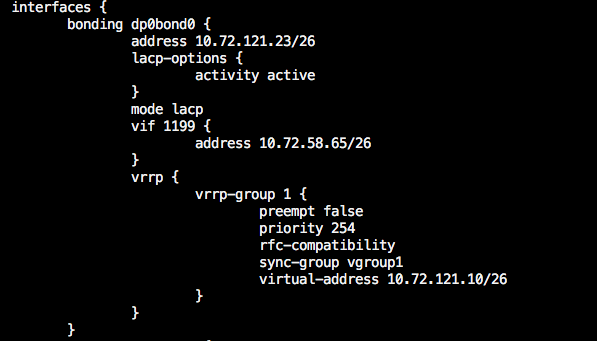 interfaces {
bonding dp0bond0 {
address 10.72.121.23/26
lacp-options {
activity active
}
mode lacp
vif 1199 {
address 10.72.58.65/26
}
vrrp {
vrrp-group 1 {
preempt false
priority 254
rfc-compatibility
sync-group vgroup1
virtual-address 10.72.121.10/26
}
}
}